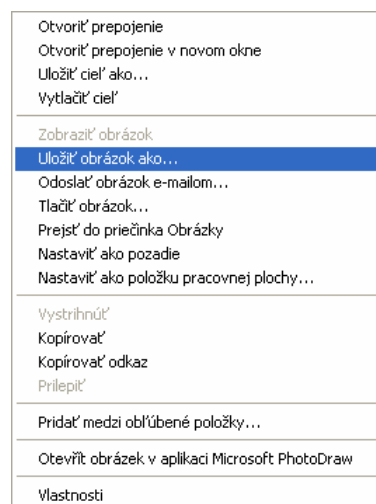 Otvoriť prepojenie
Otvoriť prepojenie v novom okne
Uložiť cieľ ako...
Vytlačiť cieľ
Zobraziť obrázok
Uložiť obrázok ako...
Odoslať obrázok e-mailom...
Tlačiť obrázok...
Prejsť do priečinka Obrázky
Nastaviť ako pozadie
Nastaviť ako položku pracovnej plochy...
Vystrihnúť
Kopírovať
Kopírovať odkaz
Prilepiť
Pridať medzi obľúbené položky...
Otevřít obrázek v aplikaci Microsoft PhotoDraw
Vlastnosti